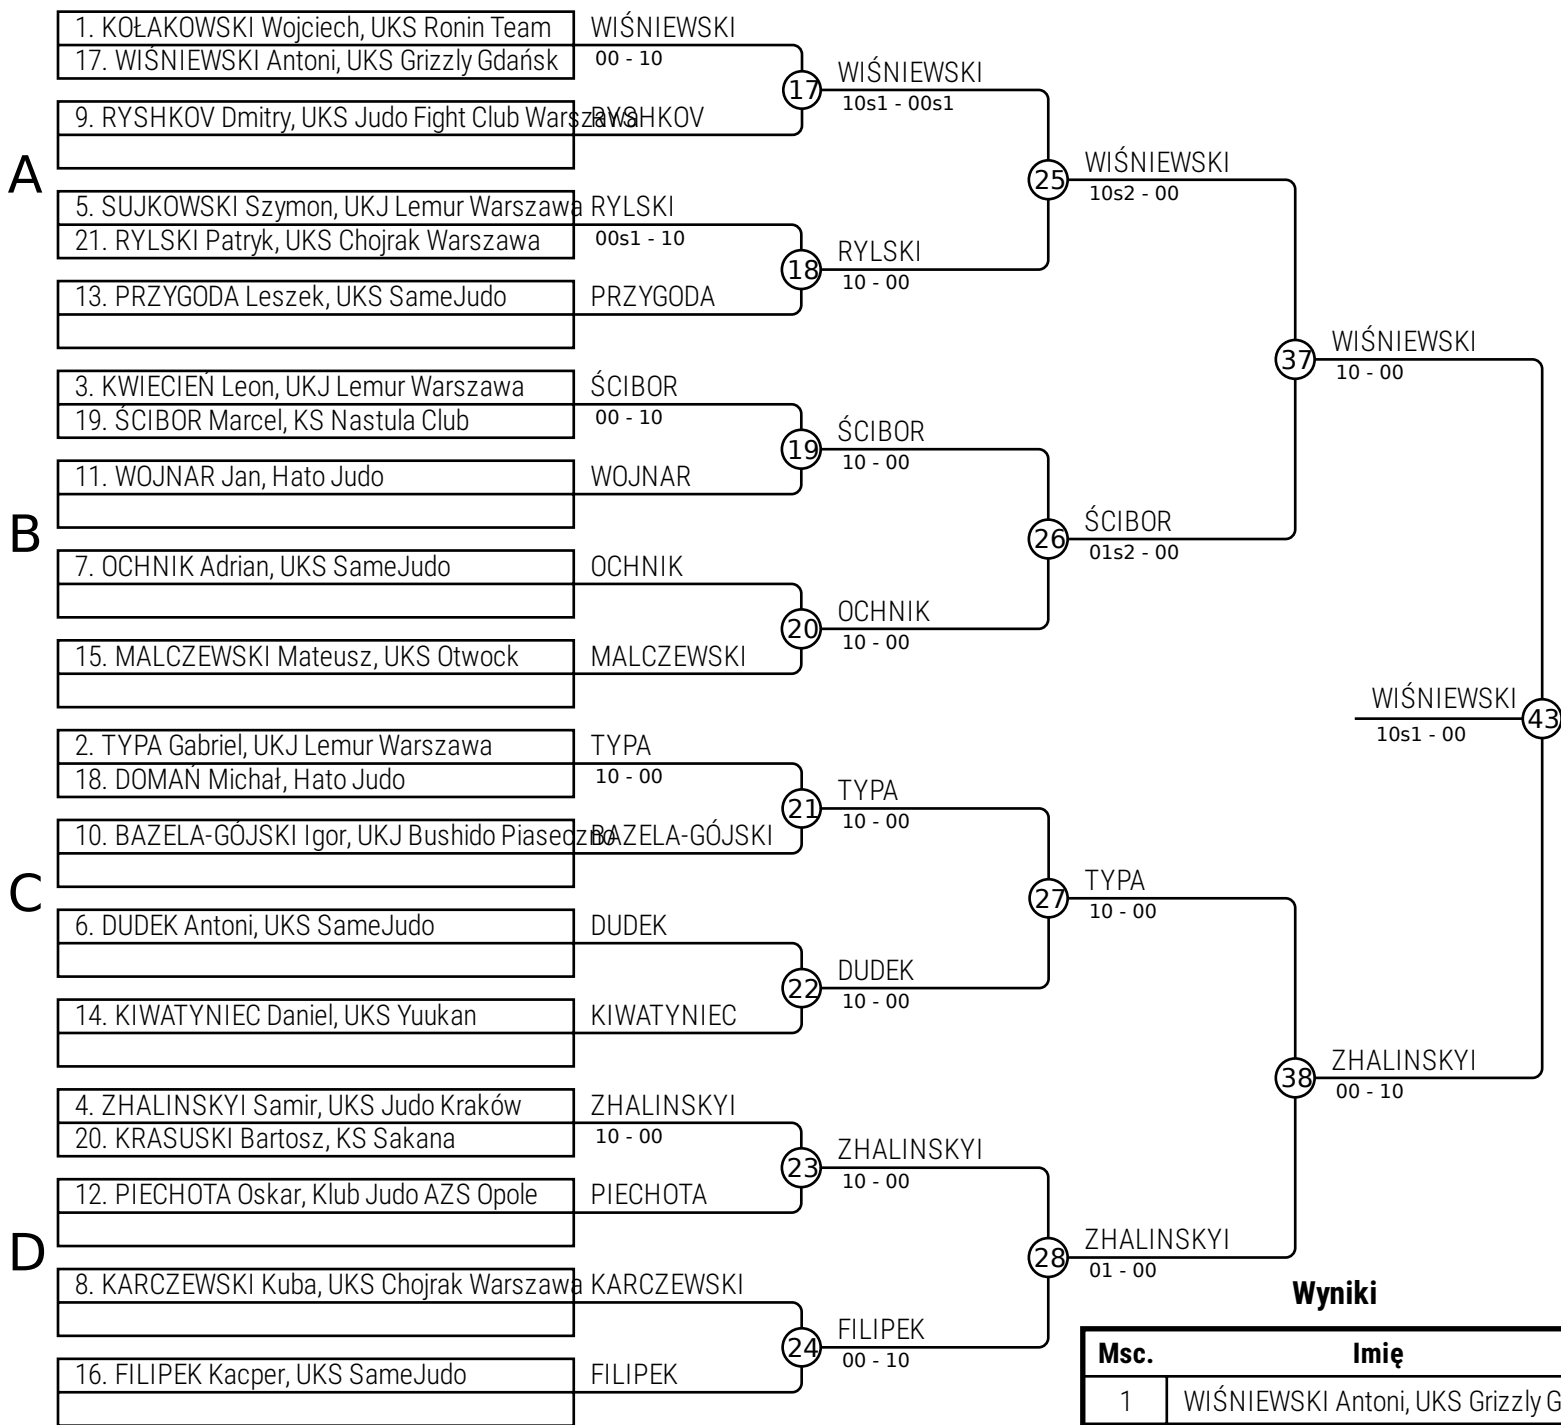 1. KOŁAKOWSKI Wojciech, UKS Ronin Team
17. WIŚNIEWSKI Antoni, UKS Grizzly Gdańsk
WIŚNIEWSKI
00 - 10
9. RYSHKOV Dmitry, UKS Judo Fight Club Warszawa
RYSHKOV
17
WIŚNIEWSKI
10s1 - 00s1
A
5. SUJKOWSKI Szymon, UKJ Lemur Warszawa
21. RYLSKI Patryk, UKS Chojrak Warszawa
RYLSKI
00s1 - 10
13. PRZYGODA Leszek, UKS SameJudo
PRZYGODA
18
RYLSKI
10 - 00
25
WIŚNIEWSKI
10s2 - 00
3. KWIECIEŃ Leon, UKJ Lemur Warszawa
19. ŚCIBOR Marcel, KS Nastula Club
ŚCIBOR
00 - 10
11. WOJNAR Jan, Hato Judo
WOJNAR
19
ŚCIBOR
10 - 00
B
7. OCHNIK Adrian, UKS SameJudo
OCHNIK
15. MALCZEWSKI Mateusz, UKS Otwock
MALCZEWSKI
20
OCHNIK
10 - 00
26
ŚCIBOR
01s2 - 00
37
WIŚNIEWSKI
10 - 00
2. TYPA Gabriel, UKJ Lemur Warszawa
18. DOMAŃ Michał, Hato Judo
TYPA
10 - 00
10. BAZELA-GÓJSKI Igor, UKJ Bushido Piaseczno
BAZELA-GÓJSKI
21
TYPA
10 - 00
C
6. DUDEK Antoni, UKS SameJudo
DUDEK
14. KIWATYNIEC Daniel, UKS Yuukan
KIWATYNIEC
22
DUDEK
10 - 00
27
TYPA
10 - 00
4. ZHALINSKYI Samir, UKS Judo Kraków
20. KRASUSKI Bartosz, KS Sakana
ZHALINSKYI
10 - 00
12. PIECHOTA Oskar, Klub Judo AZS Opole
PIECHOTA
23
ZHALINSKYI
10 - 00
D
8. KARCZEWSKI Kuba, UKS Chojrak Warszawa
KARCZEWSKI
16. FILIPEK Kacper, UKS SameJudo
FILIPEK
24
FILIPEK
00 - 10
28
ZHALINSKYI
01 - 00
38
ZHALINSKYI
00 - 10
WIŚNIEWSKI
10s1 - 00
43
Wyniki
Msc. Imię
1 WIŚNIEWSKI Antoni, UKS Grizzly G